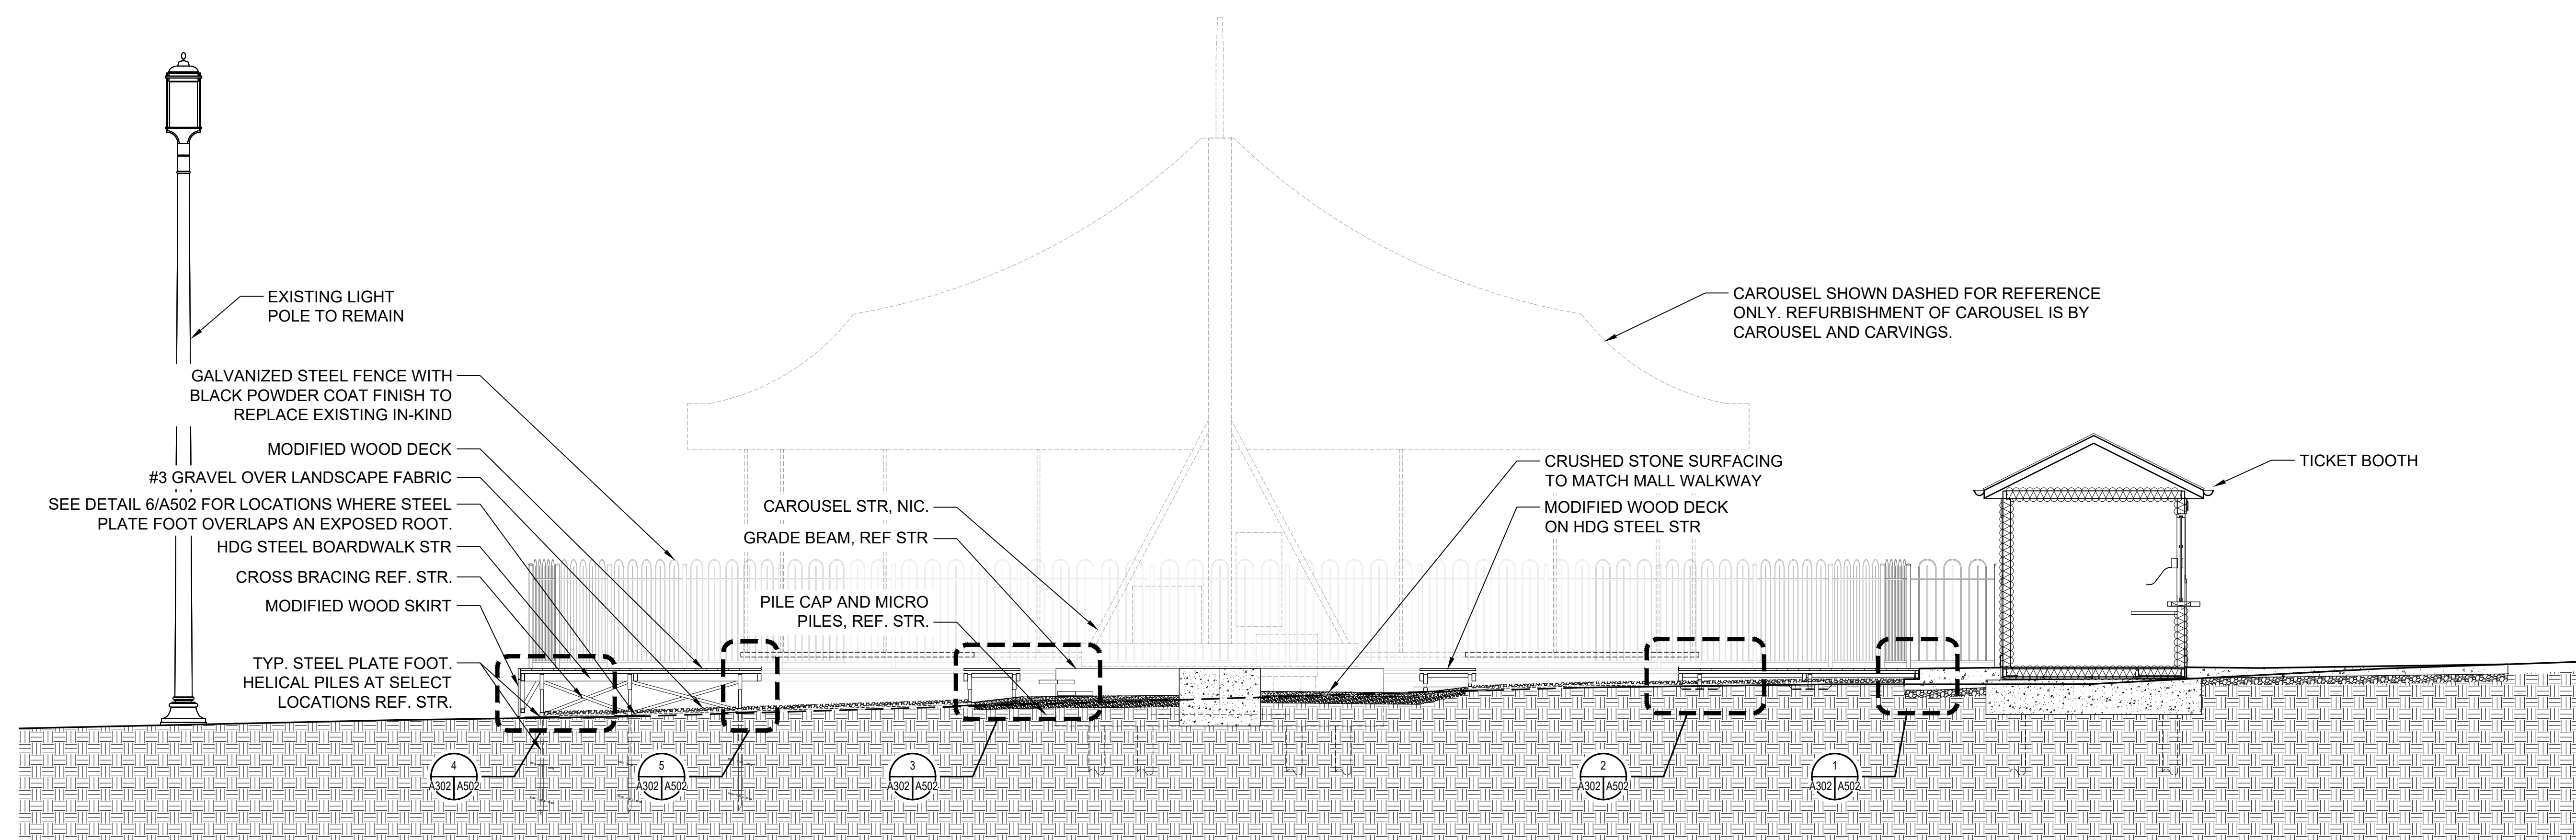 EXISTING LIGHT
POLE TO REMAIN
CAROUSEL SHOWN DASHED FOR REFERENCE
ONLY. REFURBISHMENT OF CAROUSEL IS BY
CAROUSEL AND CARVINGS.
GALVANIZED STEEL FENCE WITH
BLACK POWDER COAT FINISH TO
REPLACE EXISTING IN-KIND
MODIFIED WOOD DECK
#3 GRAVEL OVER LANDSCAPE FABRIC
SEE DETAIL 6/A502 FOR LOCATIONS WHERE STEEL
PLATE FOOT OVERLAPS AN EXPOSED ROOT.
HDG STEEL BOARDWALK STR
CROSS BRACING REF. STR.
MODIFIED WOOD SKIRT
TYP. STEEL PLATE FOOT.
HELICAL PILES AT SELECT
LOCATIONS REF. STR.
CAROUSEL STR, NIC.
GRADE BEAM, REF STR
PILE CAP AND MICRO
PILES, REF. STR.
CRUSHED STONE SURFACING
TO MATCH MALL WALKWAY
MODIFIED WOOD DECK
ON HDG STEEL STR
TICKET BOOTH
4
A302 A502
5
A302 A502
3
A302 A502
2
A302 A502
1
A302 A502